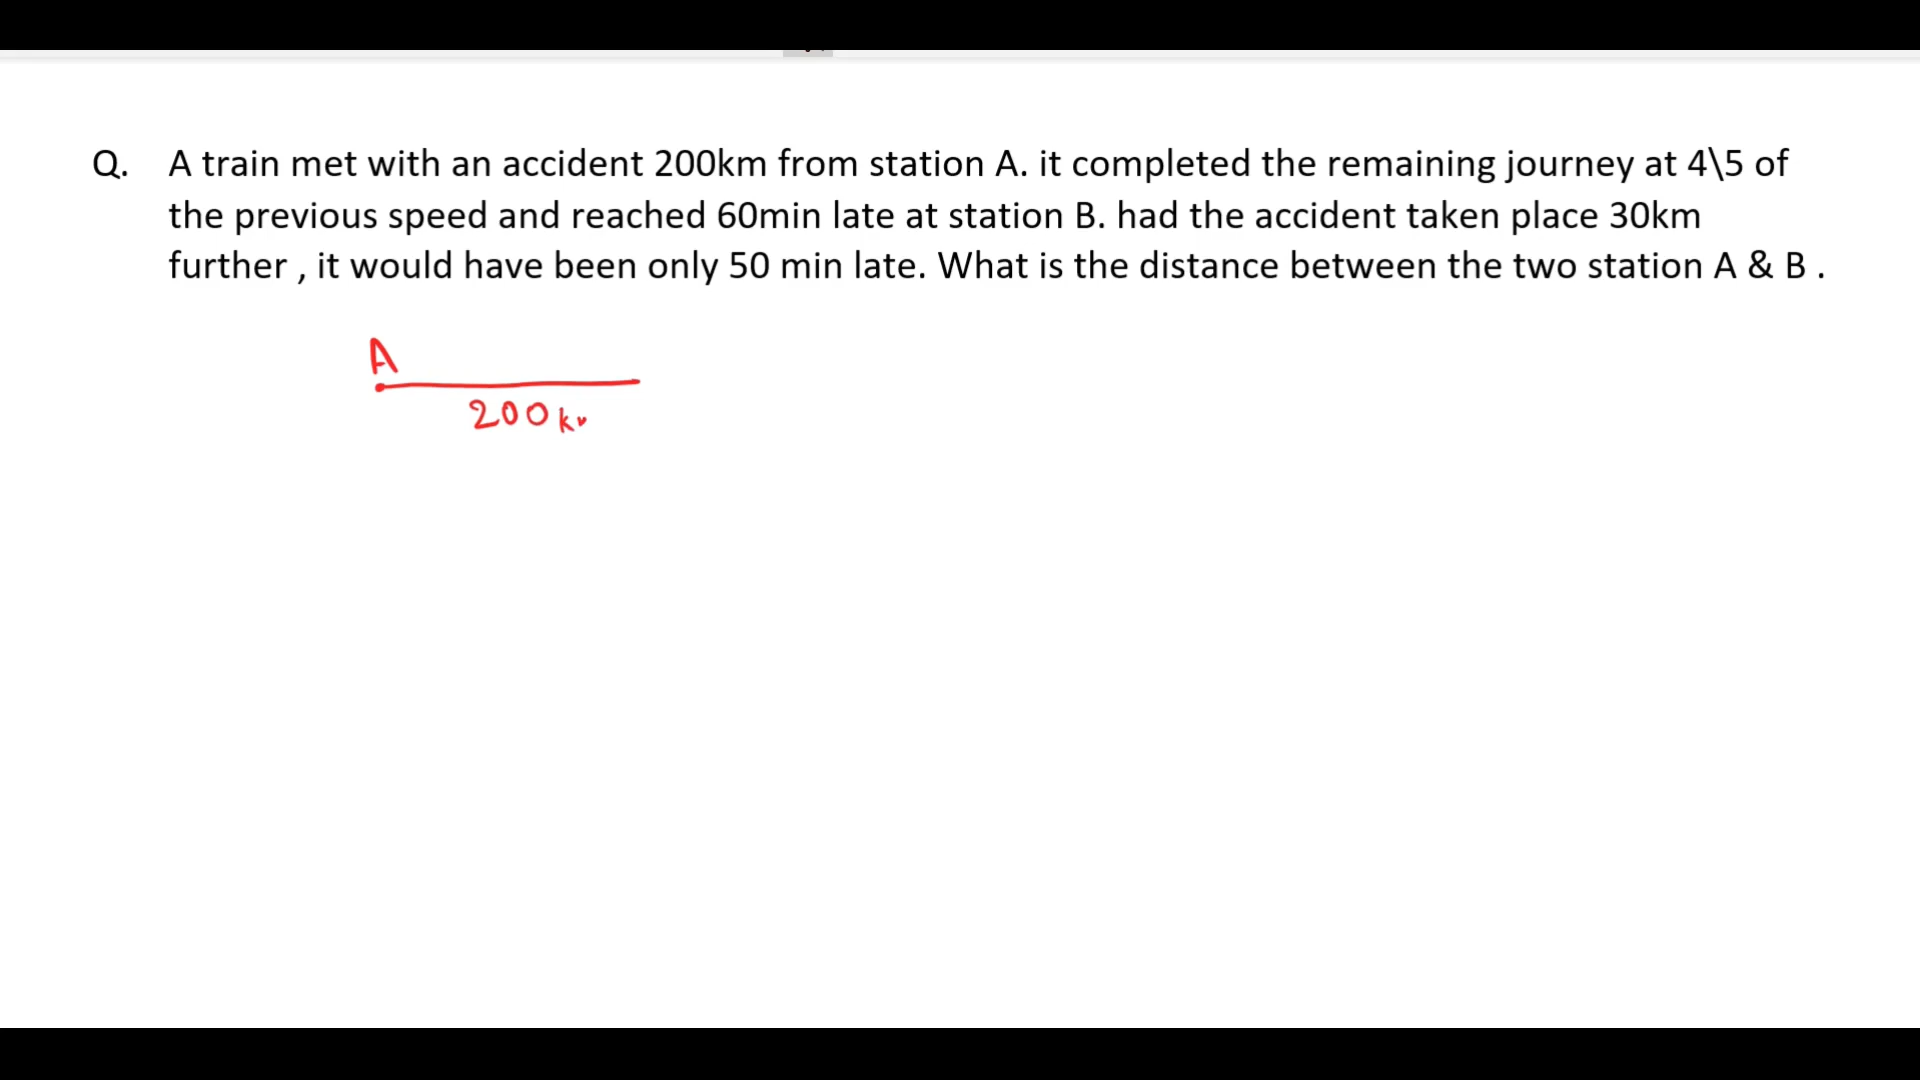 Q. A train met with an accident 200km from station A. it completed the remaining journey at 4\5 of
the previous speed and reached 60min late at station B. had the accident taken place 30km
further , it would have been only 50 min late. What is the distance between the two station A & B .
A
200